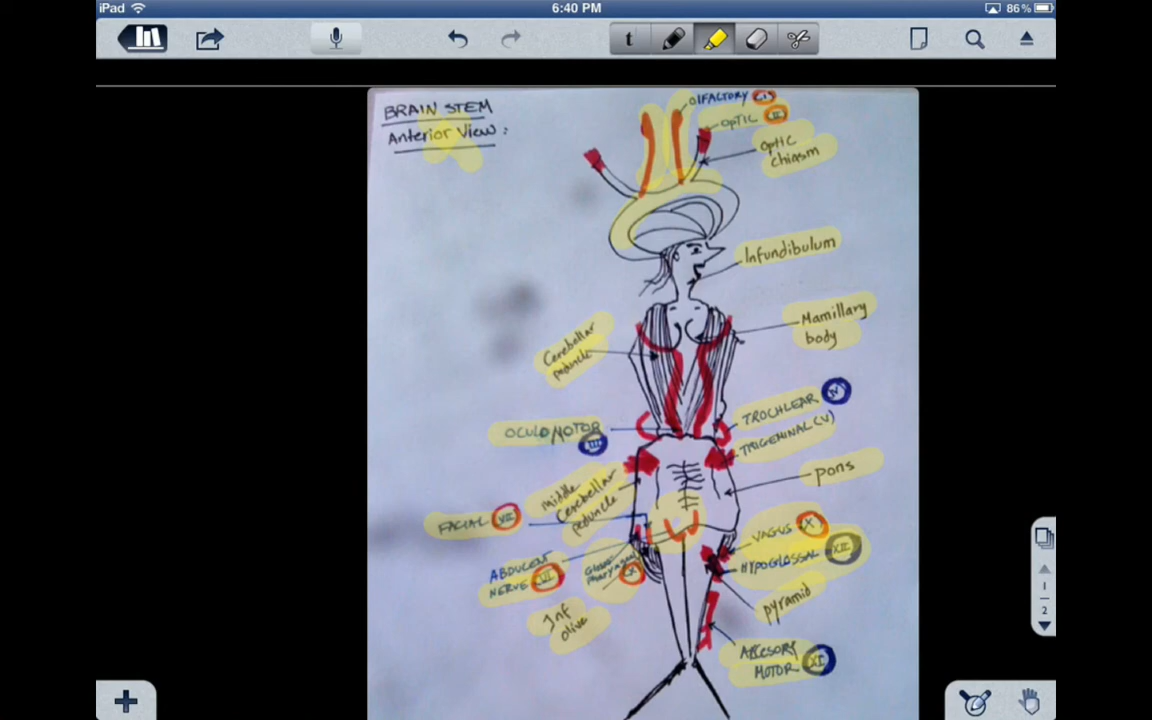 iPad
6:40 PM
86%
t
BRAIN STEM
Anterior View:
OLFACTORY (I)
OPTIC II
OPTIC
chiasm
Infundibulum
Mamillary
body
Cerebellar
peduncle
TROCHLEAR IV
OCULOMOTOR
III
TRIGEMINAL (V)
pons
middle
Cerebellar
peduncle
FACIAL VII
VAGUS X
HYPOGLOSSAL XII
ABDUCENT
NERVE VI
pyramid
Inf
olive
ACCESORY
MOTOR XI
1
2